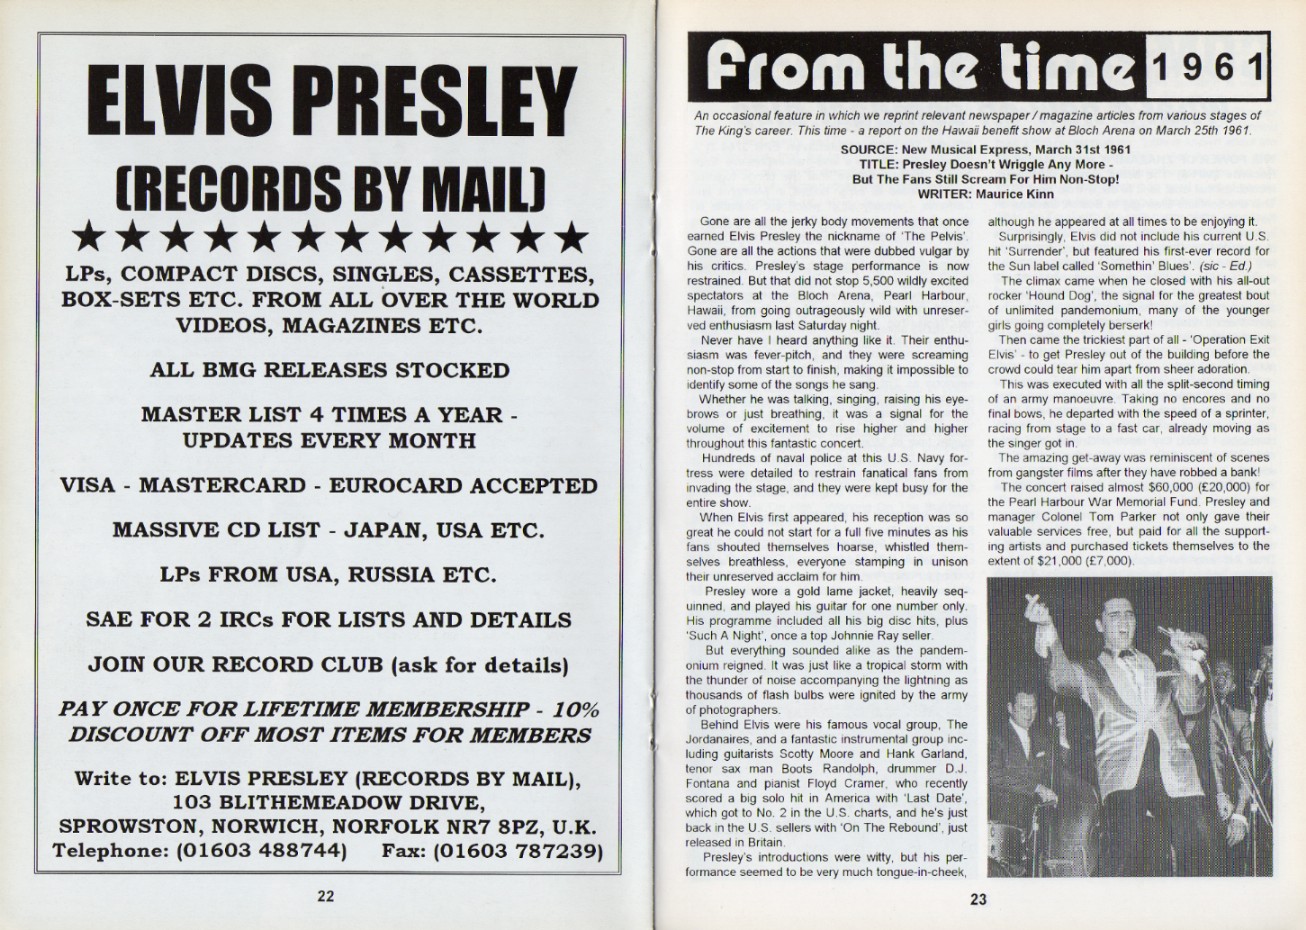 ELVIS PRESLEY
(RECORDS BY MAIL)
LPs, COMPACT DISCS, SINGLES, CASSETTES,
BOX-SETS ETC. FROM ALL OVER THE WORLD
VIDEOS, MAGAZINES ETC.
ALL BMG RELEASES STOCKED
MASTER LIST 4 TIMES A YEAR -
UPDATES EVERY MONTH
VISA - MASTERCARD - EUROCARD ACCEPTED
MASSIVE CD LIST - JAPAN, USA ETC.
LPs FROM USA, RUSSIA ETC.
SAE FOR 2 IRCs FOR LISTS AND DETAILS
JOIN OUR RECORD CLUB (ask for details)
PAY ONCE FOR LIFETIME MEMBERSHIP - 10%
DISCOUNT OFF MOST ITEMS FOR MEMBERS
Write to: ELVIS PRESLEY (RECORDS BY MAIL),
103 BLITHEMEADOW DRIVE,
SPROWSTON, NORWICH, NORFOLK NR7 8PZ, U.K.
Telephone: (01603 488744) Fax: (01603 787239)
22
From the time 1961
An occasional feature in which we reprint relevant newspaper / magazine articles from various stages of
The King's career. This time - a report on the Hawaii benefit show at Bloch Arena on March 25th 1961.
SOURCE: New Musical Express, March 31st 1961
TITLE: Presley Doesn't Wriggle Any More -
But The Fans Still Scream For Him Non-Stop!
WRITER: Maurice Kinn
Gone are all the jerky body movements that once
earned Elvis Presley the nickname of 'The Pelvis'.
Gone are all the actions that were dubbed vulgar by
his critics. Presley's stage performance is now
restrained. But that did not stop 5,500 wildly excited
spectators at the Bloch Arena, Pearl Harbour,
Hawaii, from going outrageously wild with unreser-
ved enthusiasm last Saturday night.
Never have I heard anything like it. Their enthu-
siasm was fever-pitch, and they were screaming
non-stop from start to finish, making it impossible to
identify some of the songs he sang.
Whether he was talking, singing, raising his eye-
brows or just breathing, it was a signal for the
volume of excitement to rise higher and higher
throughout this fantastic concert.
Hundreds of naval police at this U.S. Navy for-
tress were detailed to restrain fanatical fans from
invading the stage, and they were kept busy for the
entire show.
When Elvis first appeared, his reception was so
great he could not start for a full five minutes as his
fans shouted themselves hoarse, whistled them-
selves breathless, everyone stamping in unison
their unreserved acclaim for him.
Presley wore a gold lame jacket, heavily seq-
uinned, and played his guitar for one number only.
His programme included all his big disc hits, plus
'Such A Night', once a top Johnnie Ray seller.
But everything sounded alike as the pandem-
onium reigned. It was just like a tropical storm with
the thunder of noise accompanying the lightning as
thousands of flash bulbs were ignited by the army
of photographers.
Behind Elvis were his famous vocal group, The
Jordanaires, and a fantastic instrumental group inc-
luding guitarists Scotty Moore and Hank Garland,
tenor sax man Boots Randolph, drummer D.J.
Fontana and pianist Floyd Cramer, who recently
scored a big solo hit in America with 'Last Date',
which got to No. 2 in the U.S. charts, and he's just
back in the U.S. sellers with 'On The Rebound', just
released in Britain.
Presley's introductions were witty, but his per-
formance seemed to be very much tongue-in-cheek,
although he appeared at all times to be enjoying it.
Surprisingly, Elvis did not include his current U.S.
hit 'Surrender', but featured his first-ever record for
the Sun label called 'Somethin' Blues'. (sic - Ed.)
The climax came when he closed with his all-out
rocker 'Hound Dog', the signal for the greatest bout
of unlimited pandemonium, many of the younger
girls going completely berserk!
Then came the trickiest part of all - 'Operation Exit
Elvis' - to get Presley out of the building before the
crowd could tear him apart from sheer adoration.
This was executed with all the split-second timing
of an army manoeuvre. Taking no encores and no
final bows, he departed with the speed of a sprinter,
racing from stage to a fast car, already moving as
the singer got in.
The amazing get-away was reminiscent of scenes
from gangster films after they have robbed a bank!
The concert raised almost $60,000 (£20,000) for
the Pearl Harbour War Memorial Fund. Presley and
manager Colonel Tom Parker not only gave their
valuable services free, but paid for all the support-
ing artists and purchased tickets themselves to the
extent of $21,000 (£7,000).
23